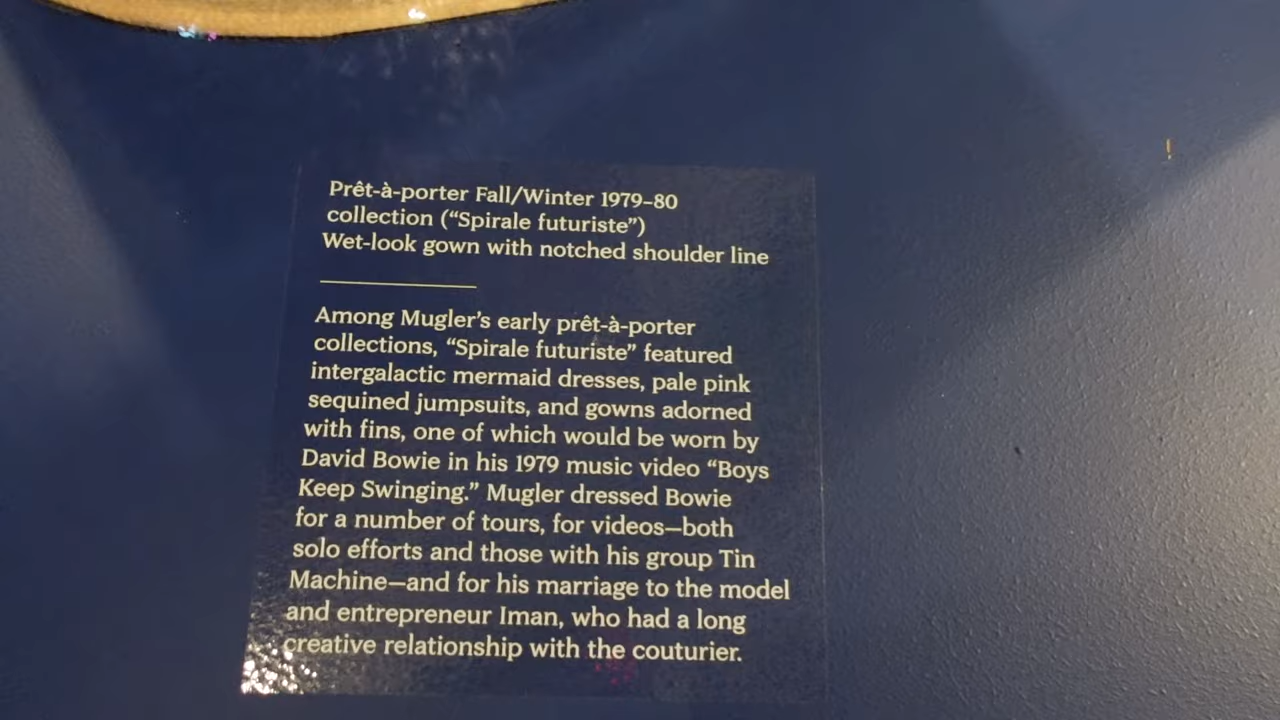 Prêt-à-porter Fall/Winter 1979–80
collection (“Spirale futuriste”)
Wet-look gown with notched shoulder line
Among Mugler’s early prêt-à-porter
collections, “Spirale futuriste” featured
intergalactic mermaid dresses, pale pink
sequined jumpsuits, and gowns adorned
with fins, one of which would be worn by
David Bowie in his 1979 music video “Boys
Keep Swinging.” Mugler dressed Bowie
for a number of tours, for videos—both
solo efforts and those with his group Tin
Machine—and for his marriage to the model
and entrepreneur Iman, who had a long
creative relationship with the couturier.